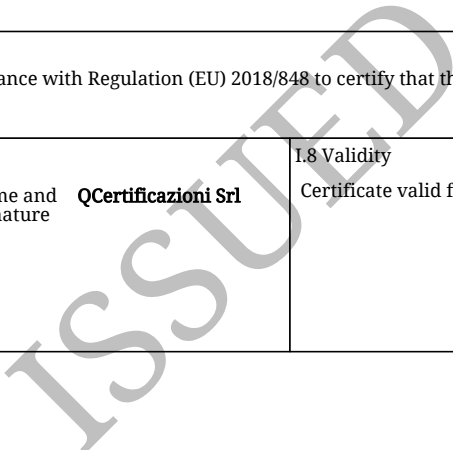 ance with Regulation (EU) 2018/848 to certify that th
I.8 Validity
me and QCertificazioni Srl
Certificate valid f
nature
ISSUED